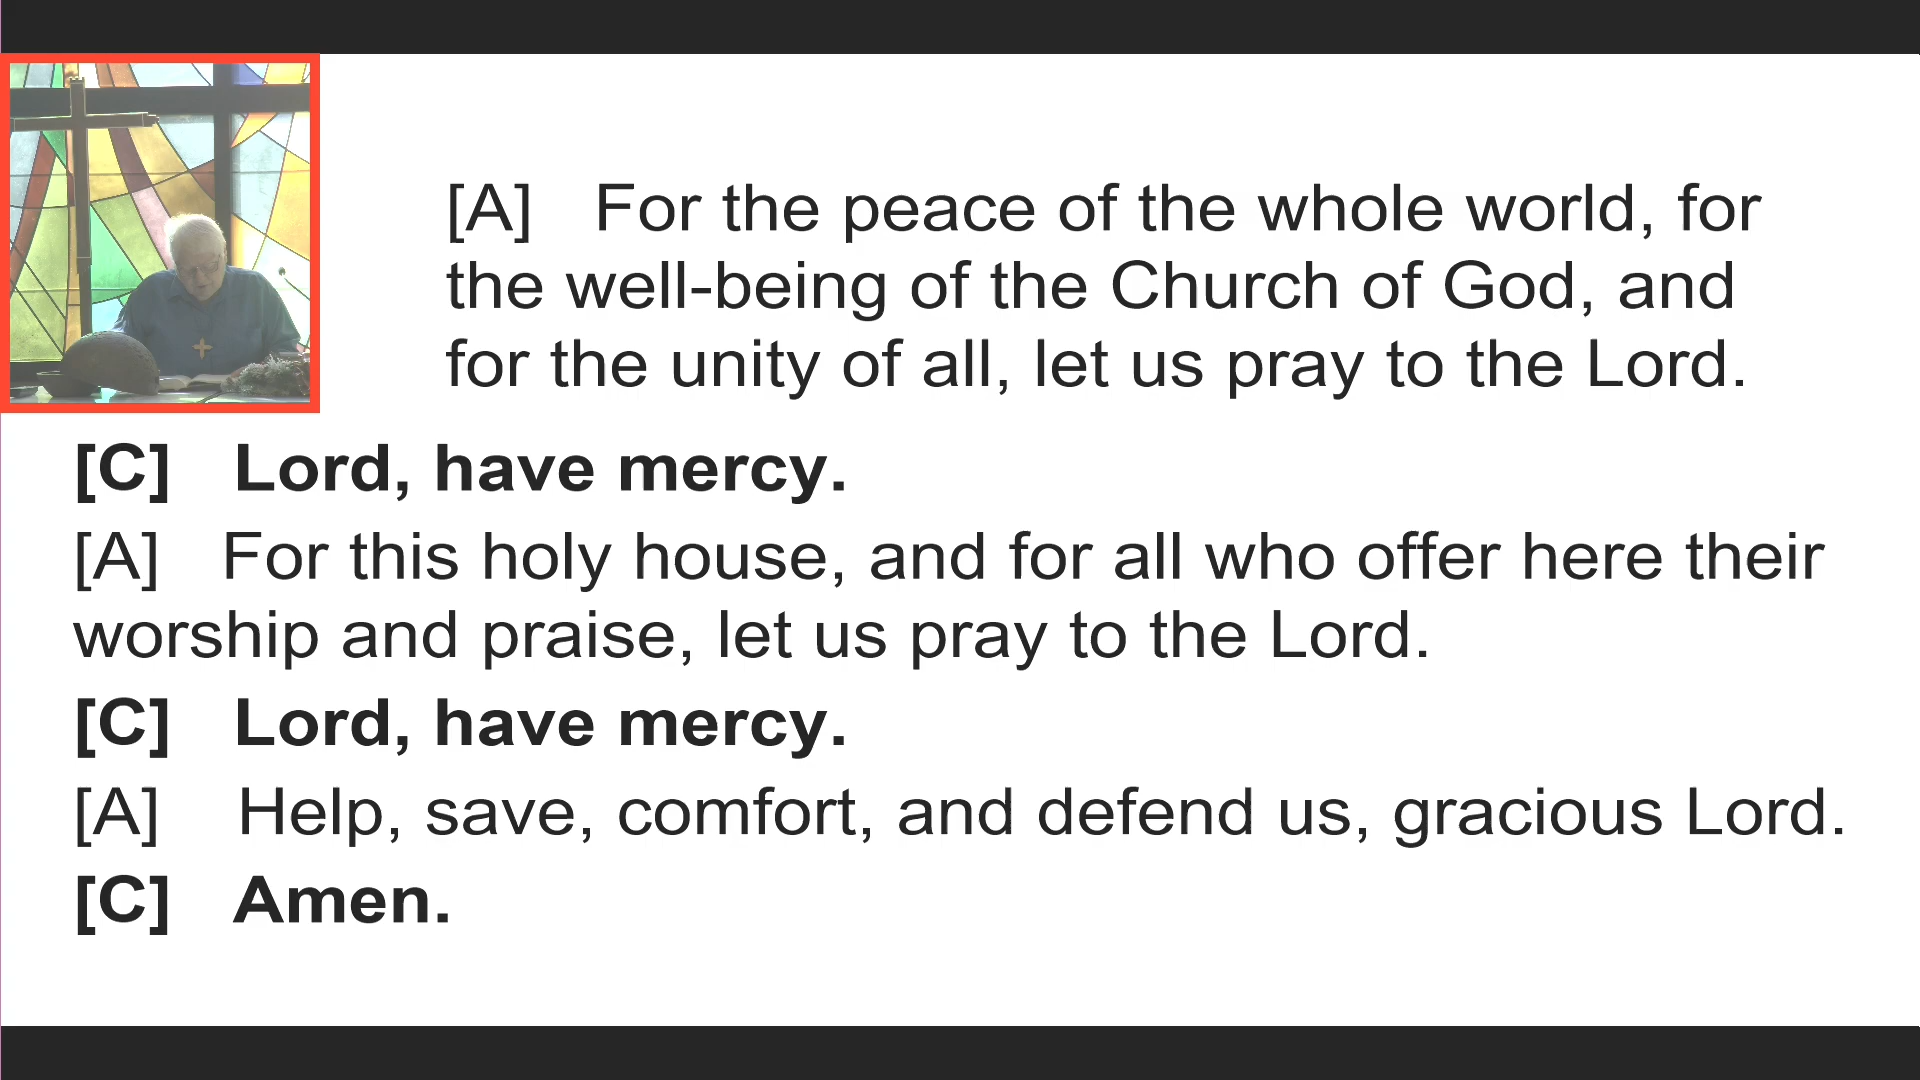 [A] For the peace of the whole world, for
the well-being of the Church of God, and
for the unity of all, let us pray to the Lord.
[C] Lord, have mercy.
[A] For this holy house, and for all who offer here their
worship and praise, let us pray to the Lord.
[C] Lord, have mercy.
[A] Help, save, comfort, and defend us, gracious Lord.
[C] Amen.